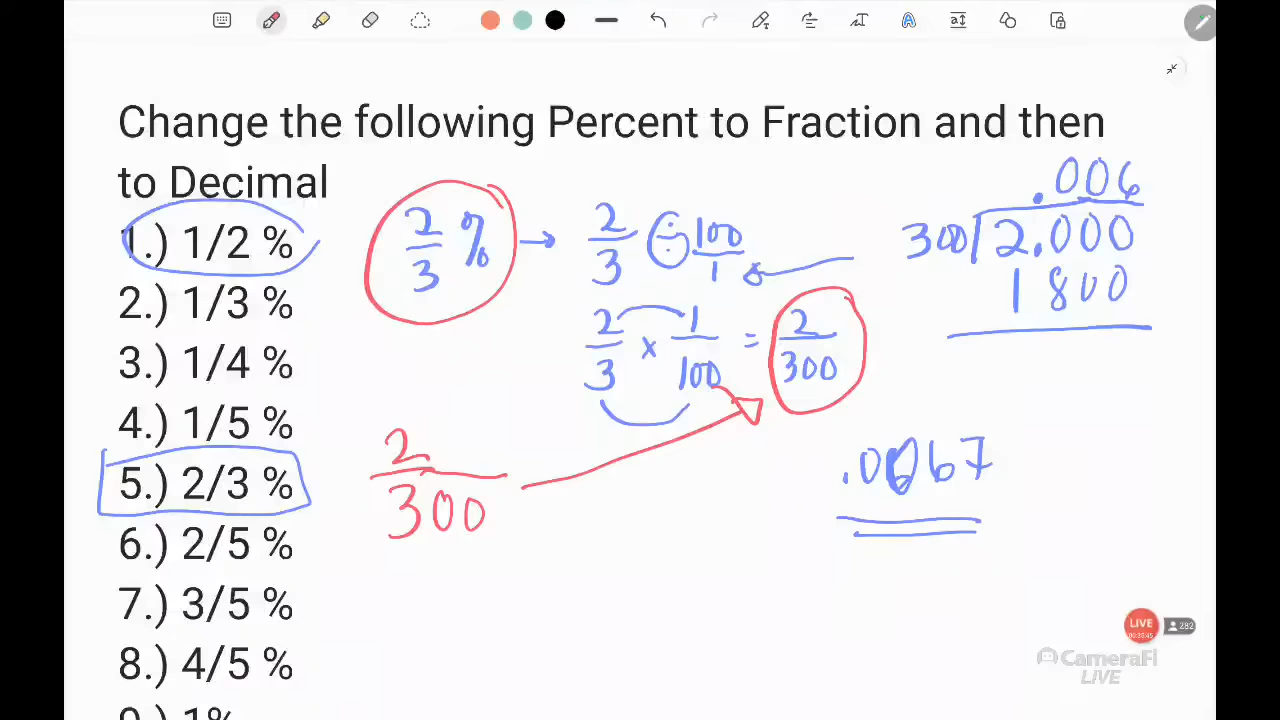 Change the following Percent to Fraction and then
to Decimal
1.) 1/2 %
2.) 1/3 %
3.) 1/4 %
4.) 1/5 %
5.) 2/3 %
6.) 2/5 %
7.) 3/5 %
8.) 4/5 %
9.) 1%
2/3 % → 2/3 ÷ 100/1
2/3 x 1/100 = 2/300
2/300
.006
300 2.000
1800
.0067
LIVE
282
CameraFi
LIVE